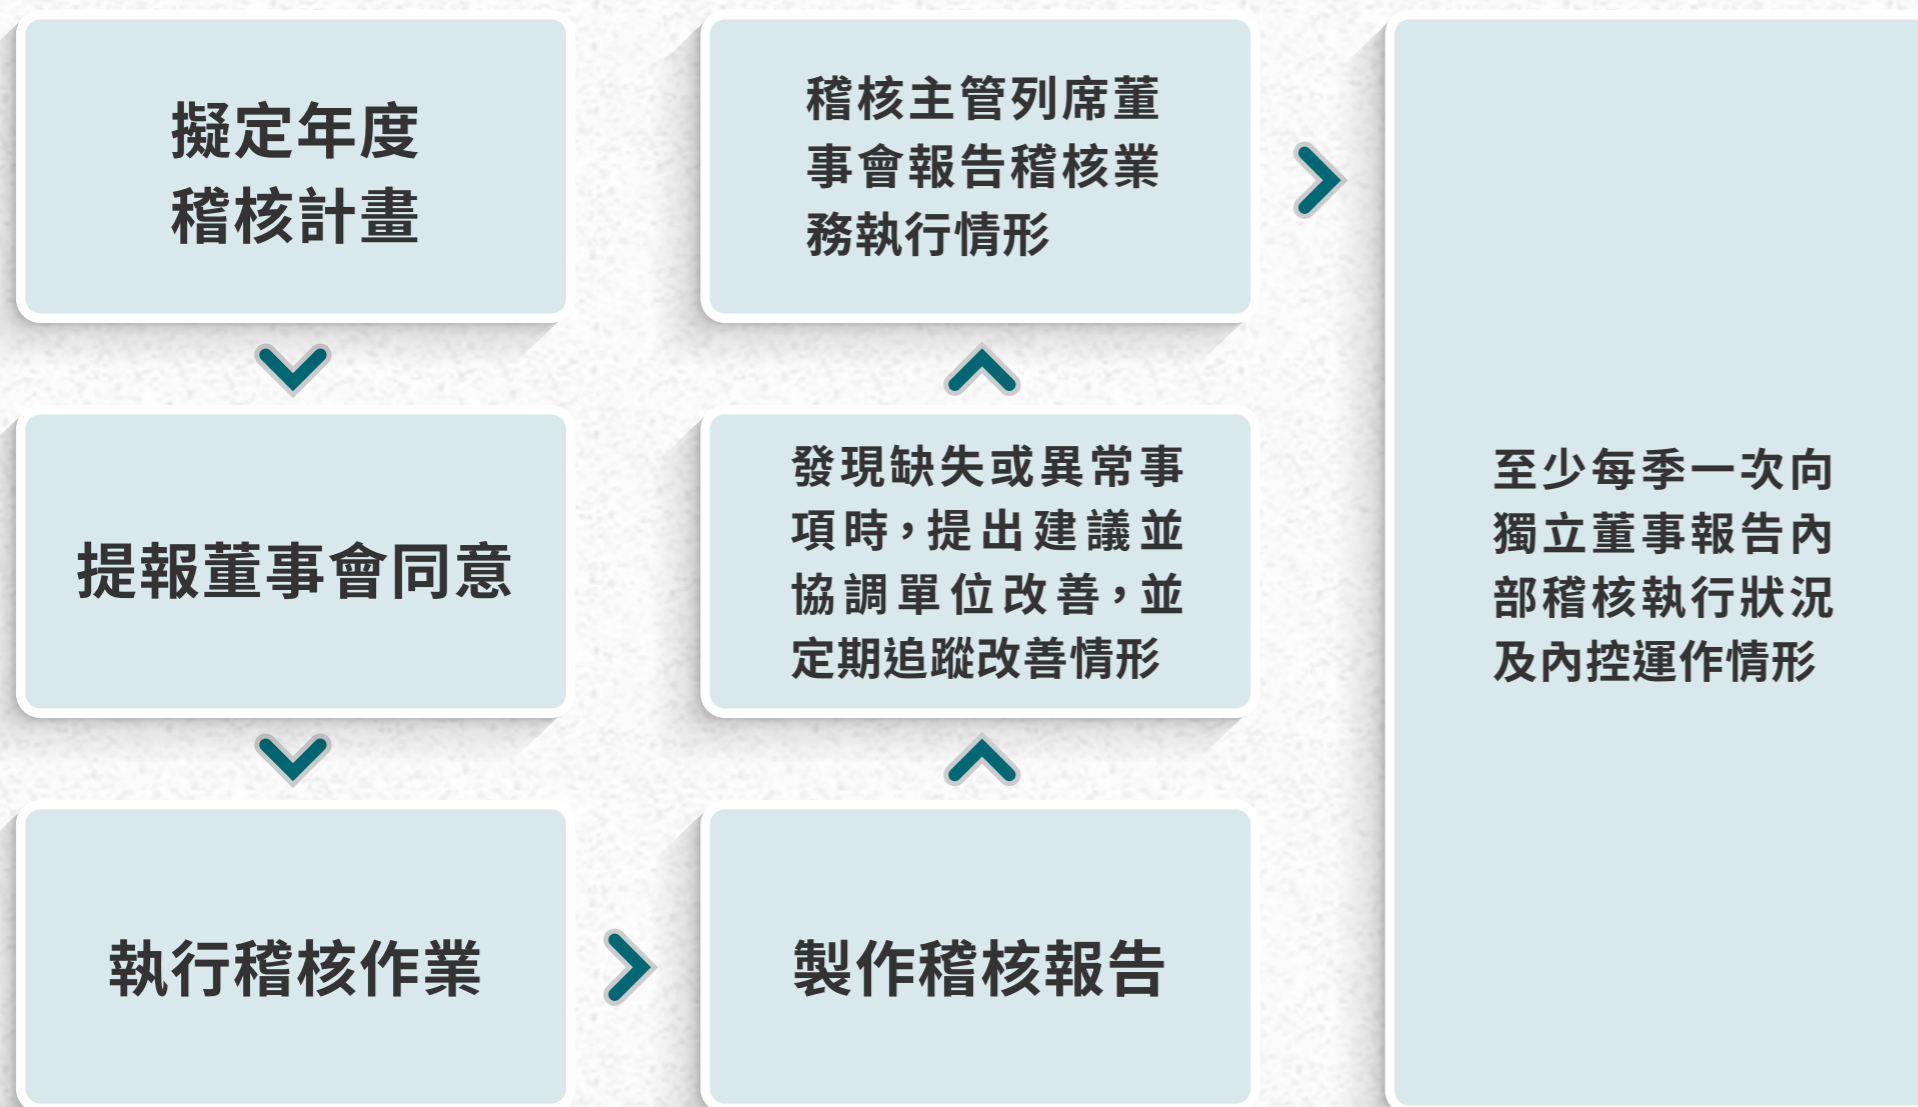 擬定年度
稽核計畫
提報董事會同意
執行稽核作業
製作稽核報告
發現缺失或異常事
項時，提出建議並
協調單位改善，並
定期追蹤改善情形
稽核主管列席董
事會報告稽核業
務執行情形
至少每季一次向
獨立董事報告內
部稽核執行狀況
及內控運作情形